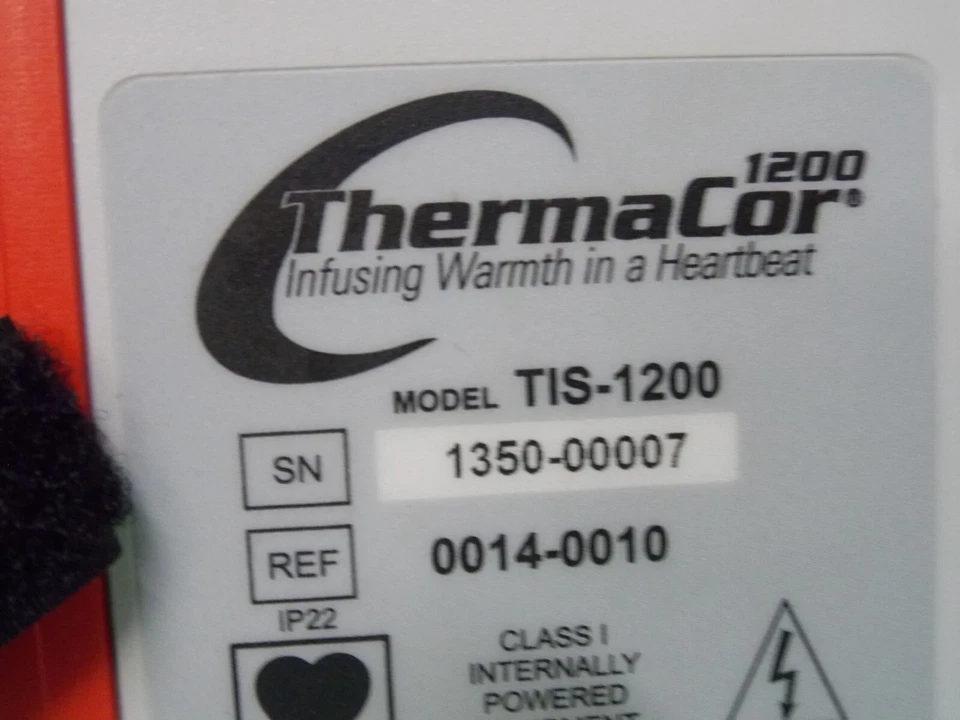 1200
ThermaCor®
Infusing Warmth in a Heartbeat
MODEL TIS-1200
SN 1350-00007
REF 0014-0010
IP22
CLASS I
INTERNALLY
POWERED